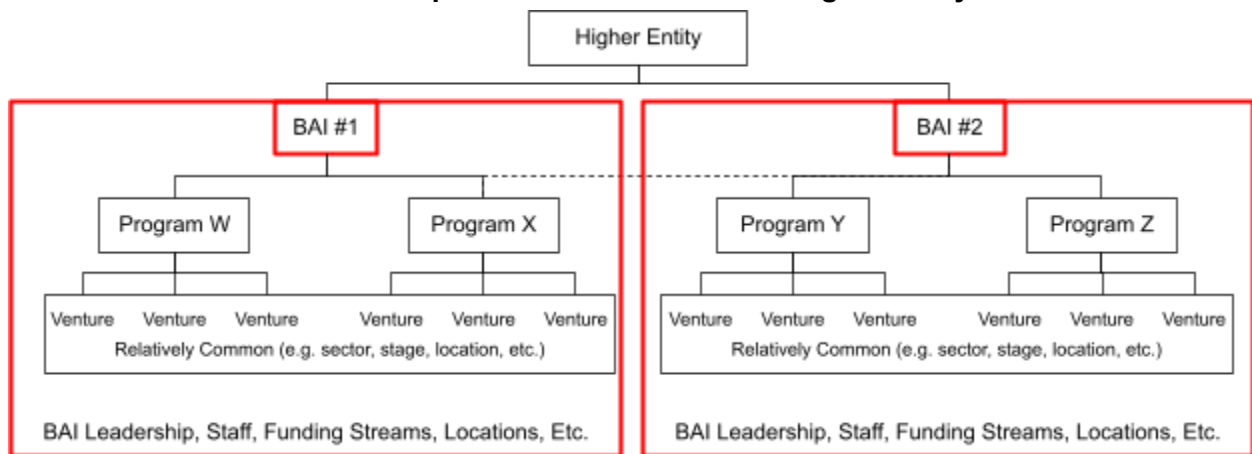 Higher Entity
BAI #1 BAI #2
Program W Program X Program Y Program Z
Venture Venture Venture Venture Venture Venture Venture Venture Venture Venture Venture Venture
Relatively Common (e.g. sector, stage, location, etc.) Relatively Common (e.g. sector, stage, location, etc.)
BAI Leadership, Staff, Funding Streams, Locations, Etc. BAI Leadership, Staff, Funding Streams, Locations, Etc.